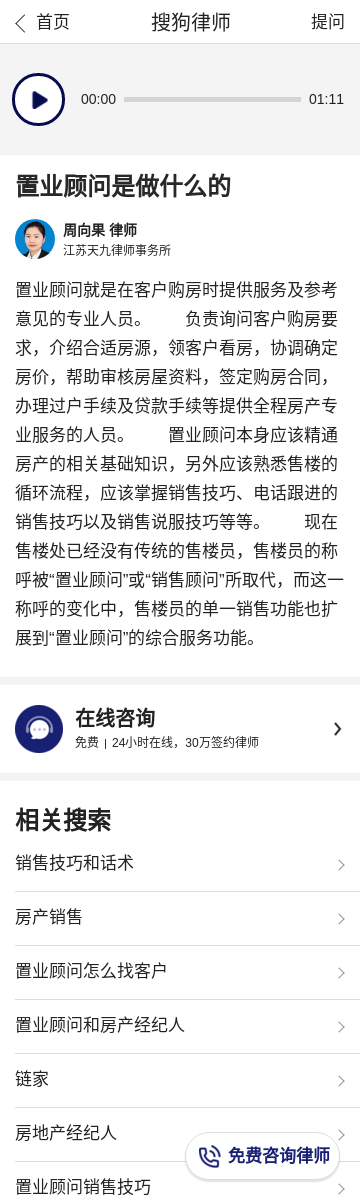 首页 搜狗律师 提问
00:00 01:11
置业顾问是做什么的
周向果 律师
江苏天九律师事务所
置业顾问就是在客户购房时提供服务及参考
意见的专业人员。　　负责询问客户购房要
求，介绍合适房源，领客户看房，协调确定
房价，帮助审核房屋资料，签定购房合同，
办理过户手续及贷款手续等提供全程房产专
业服务的人员。　　置业顾问本身应该精通
房产的相关基础知识，另外应该熟悉售楼的
循环流程，应该掌握销售技巧、电话跟进的
销售技巧以及销售说服技巧等等。　　现在
售楼处已经没有传统的售楼员，售楼员的称
呼被“置业顾问”或“销售顾问”所取代，而这一
称呼的变化中，售楼员的单一销售功能也扩
展到“置业顾问”的综合服务功能。
在线咨询
免费 | 24小时在线，30万签约律师
相关搜索
销售技巧和话术
房产销售
置业顾问怎么找客户
置业顾问和房产经纪人
链家
房地产经纪人
免费咨询律师
置业顾问销售技巧